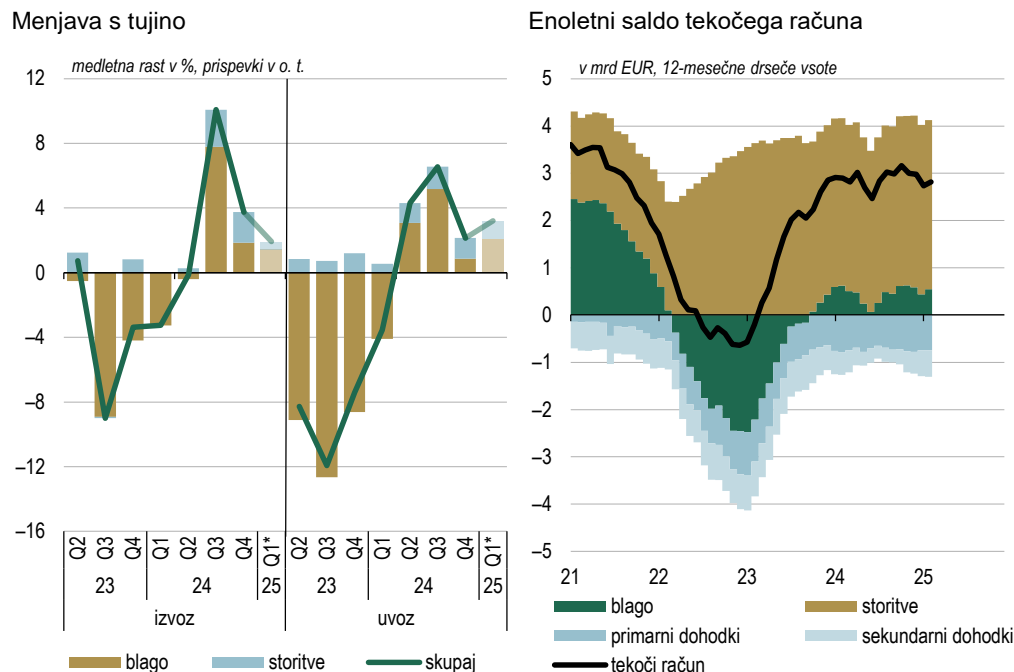 Menjava s tujino
medletna rast v %, prispevki v o. t.
12
8
4
0
–4
–8
–12
–16
Q2 Q3 Q4 Q1 Q2 Q3 Q4 Q1* Q2 Q3 Q4 Q1 Q2 Q3 Q4 Q1*
23 24 25 23 24 25
izvoz uvoz
blago storitve skupaj
Enoletni saldo tekočega računa
v mrd EUR, 12-mesečne drseče vsote
5
4
3
2
1
0
–1
–2
–3
–4
–5
21 22 23 24 25
blago storitve
primarni dohodki sekundarni dohodki
tekoči račun